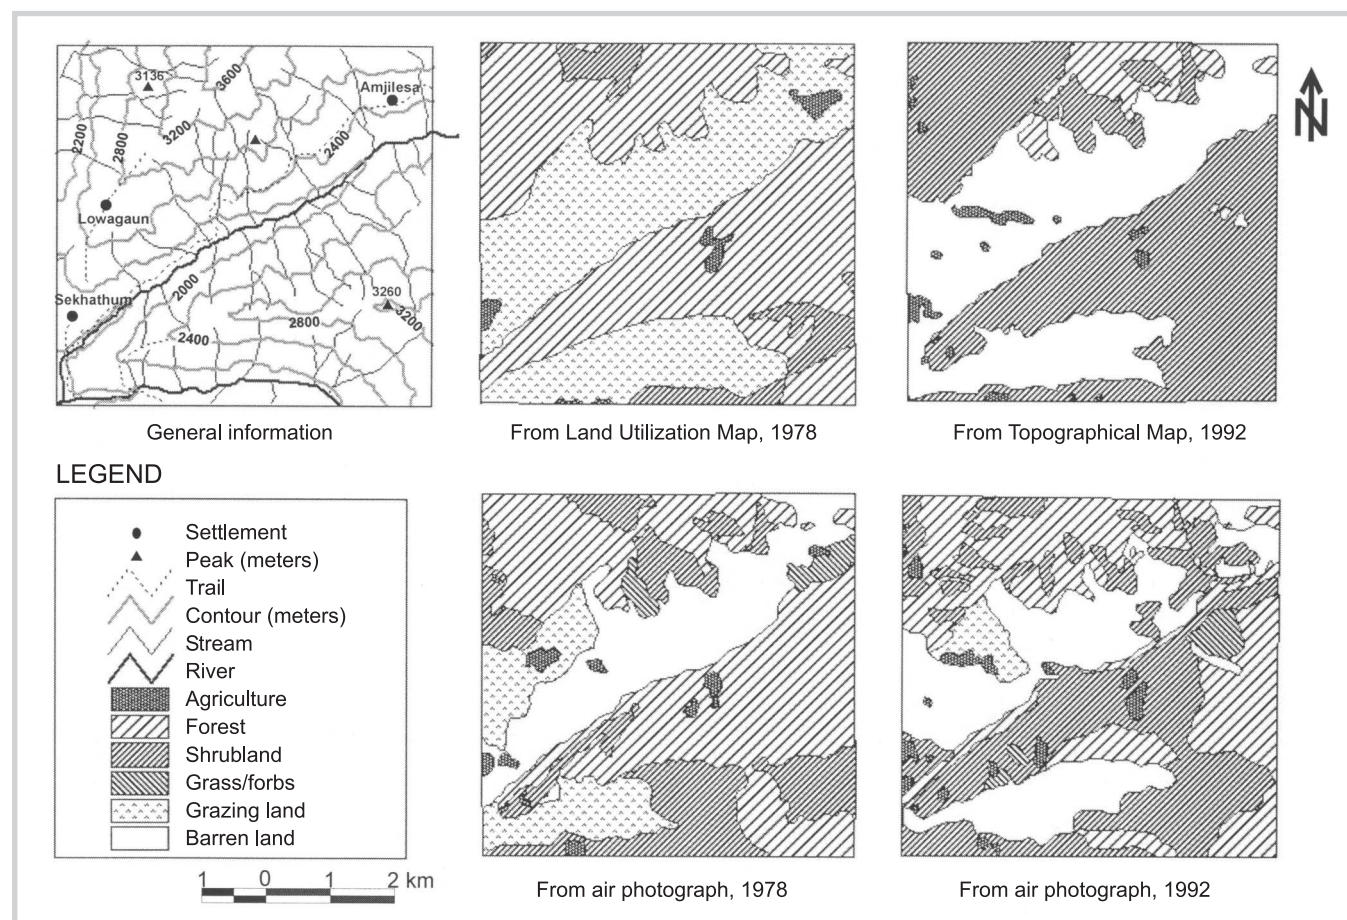 3136
3600
Amjilesa
3200
2400
2200
2800
Lowagaun
2000
Sekhathum
3260
3200
2800
2400
General information
From Land Utilization Map, 1978
From Topographical Map, 1992
N
LEGEND
Settlement
Peak (meters)
Trail
Contour (meters)
Stream
River
Agriculture
Forest
Shrubland
Grass/forbs
Grazing land
Barren land
1 0 1 2 km
From air photograph, 1978
From air photograph, 1992